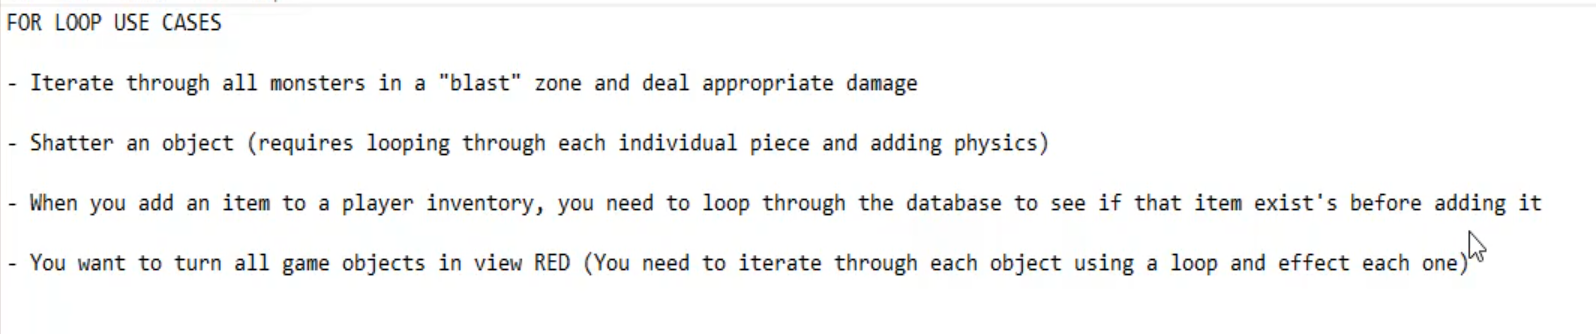 FOR LOOP USE CASES
- Iterate through all monsters in a "blast" zone and deal appropriate damage
- Shatter an object (requires looping through each individual piece and adding physics)
- When you add an item to a player inventory, you need to loop through the database to see if that item exist's before adding it
- You want to turn all game objects in view RED (You need to iterate through each object using a loop and effect each one)